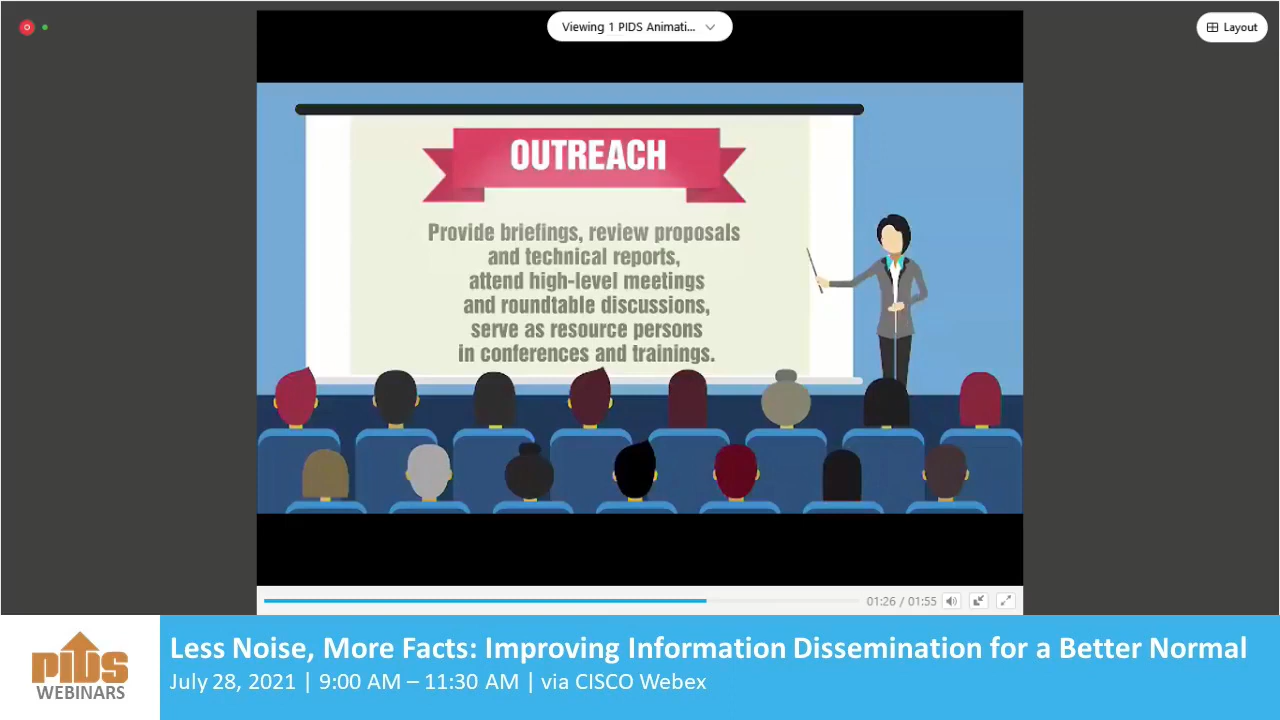 Viewing 1 PIDS Animati...
Layout
OUTREACH
Provide briefings, review proposals
and technical reports,
attend high-level meetings
and roundtable discussions,
serve as resource persons
in conferences and trainings.
01:26 / 01:55
PIDS
WEBINARS
Less Noise, More Facts: Improving Information Dissemination for a Better Normal
July 28, 2021 | 9:00 AM – 11:30 AM | via CISCO Webex